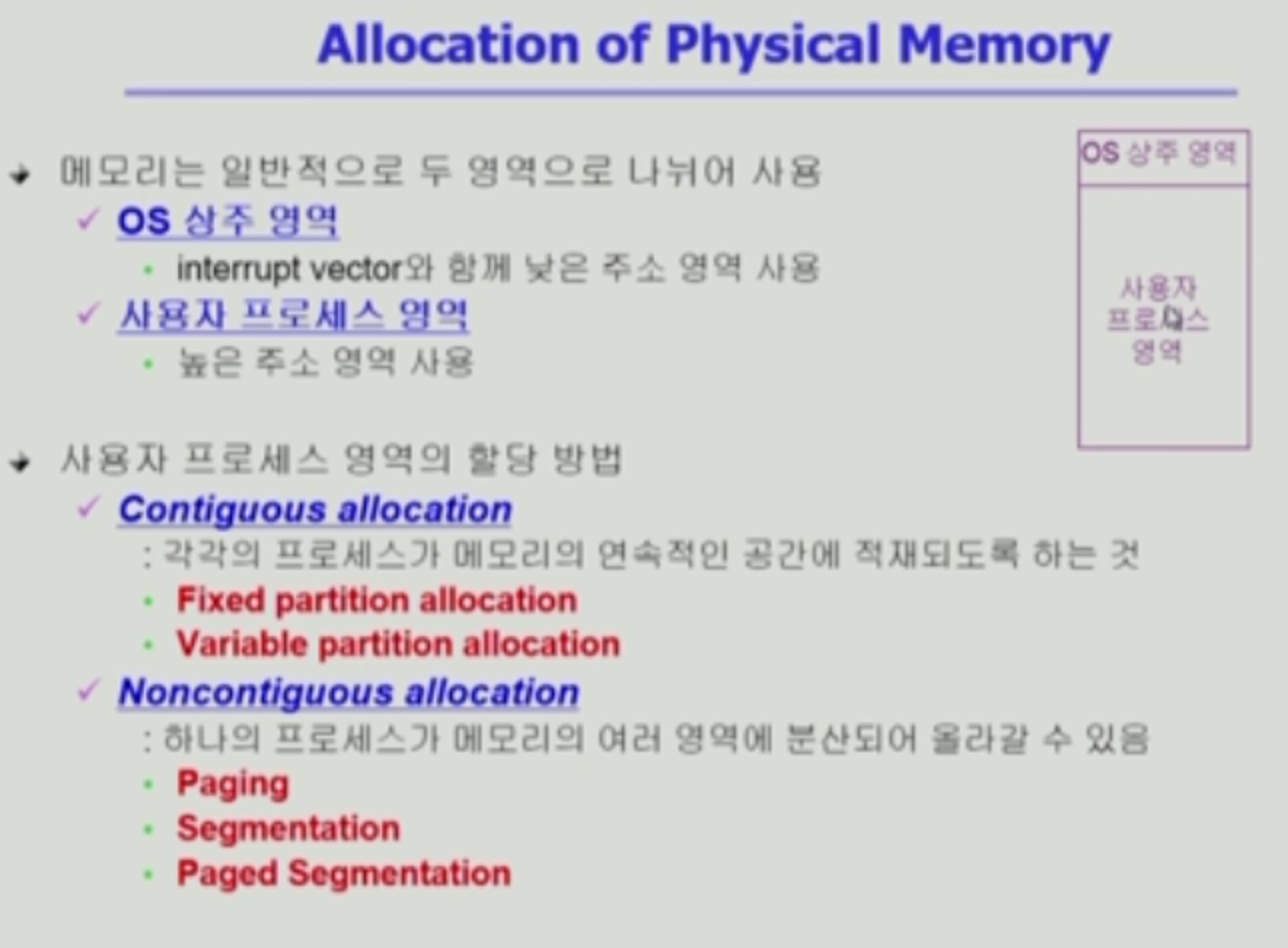 Allocation of Physical Memory
메모리는 일반적으로 두 영역으로 나뉘어 사용
OS 상주 영역
interrupt vector와 함께 낮은 주소 영역 사용
사용자 프로세스 영역
높은 주소 영역 사용
OS 상주 영역
사용자
프로세스
영역
사용자 프로세스 영역의 할당 방법
Contiguous allocation
: 각각의 프로세스가 메모리의 연속적인 공간에 적재되도록 하는 것
Fixed partition allocation
Variable partition allocation
Noncontiguous allocation
: 하나의 프로세스가 메모리의 여러 영역에 분산되어 올라갈 수 있음
Paging
Segmentation
Paged Segmentation